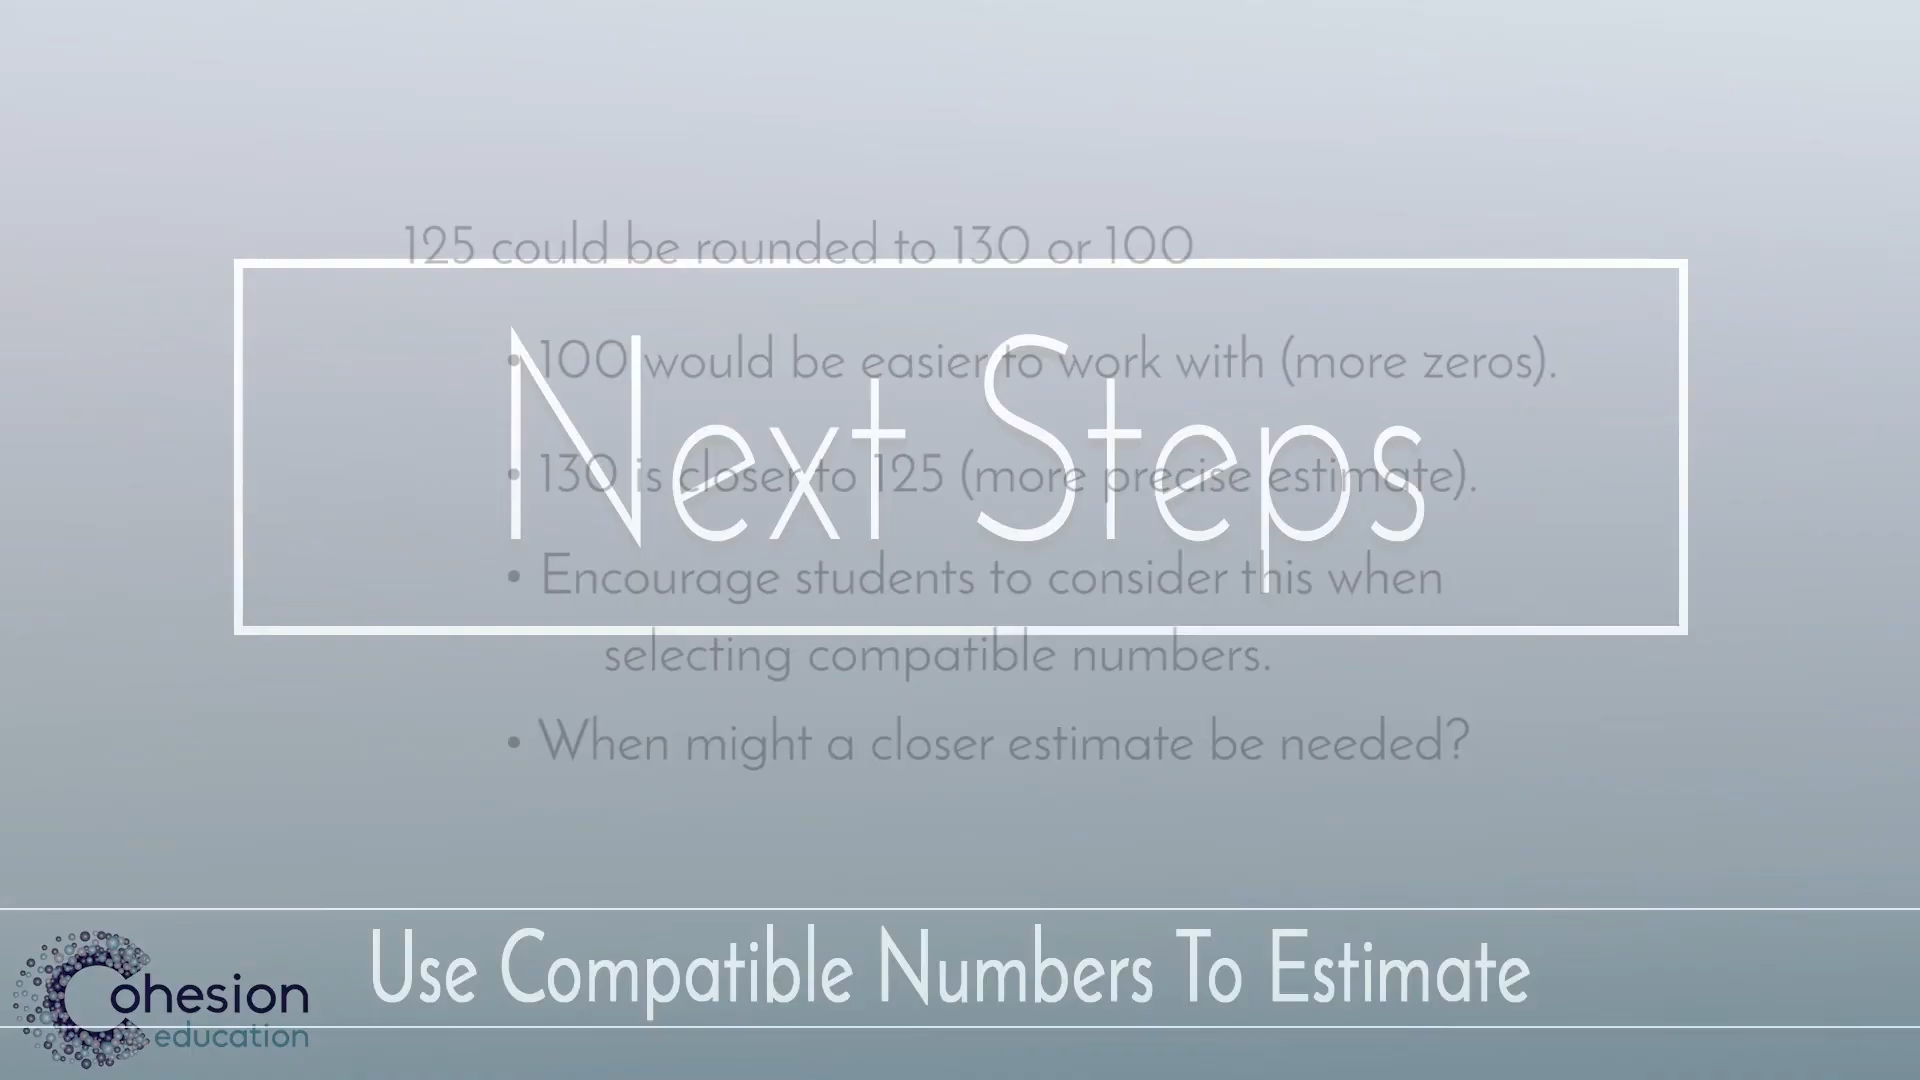 125 could be rounded to 130 or 100
• 100 would be easier to work with (more zeros).
Next Steps
• 130 is closer to 125 (more precise estimate).
• Encourage students to consider this when
selecting compatible numbers.
• When might a closer estimate be needed?
Use Compatible Numbers To Estimate
Cohesion
education